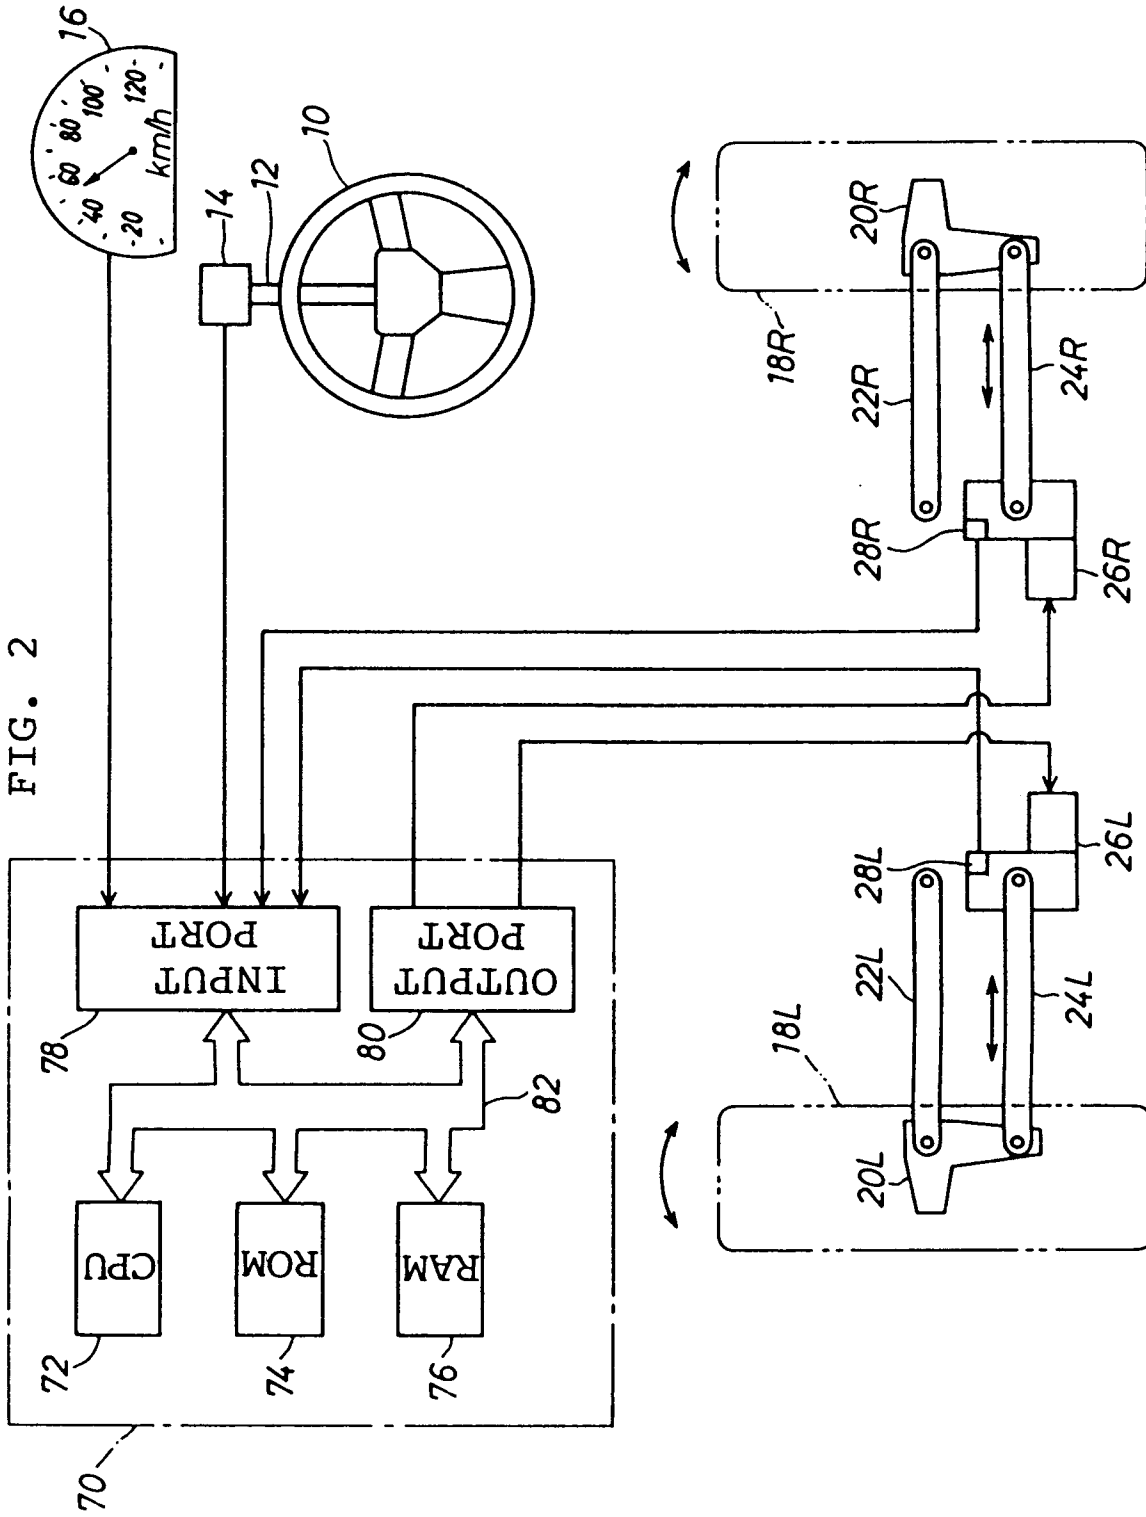 FIG. 2
16
20
40
60
80
100
120
km/h
14
12
10
70
72
CPU
74
ROM
76
RAM
78
INPUT
PORT
80
OUTPUT
PORT
82
18L
20L
22L
24L
26L
28L
18R
20R
22R
24R
26R
28R